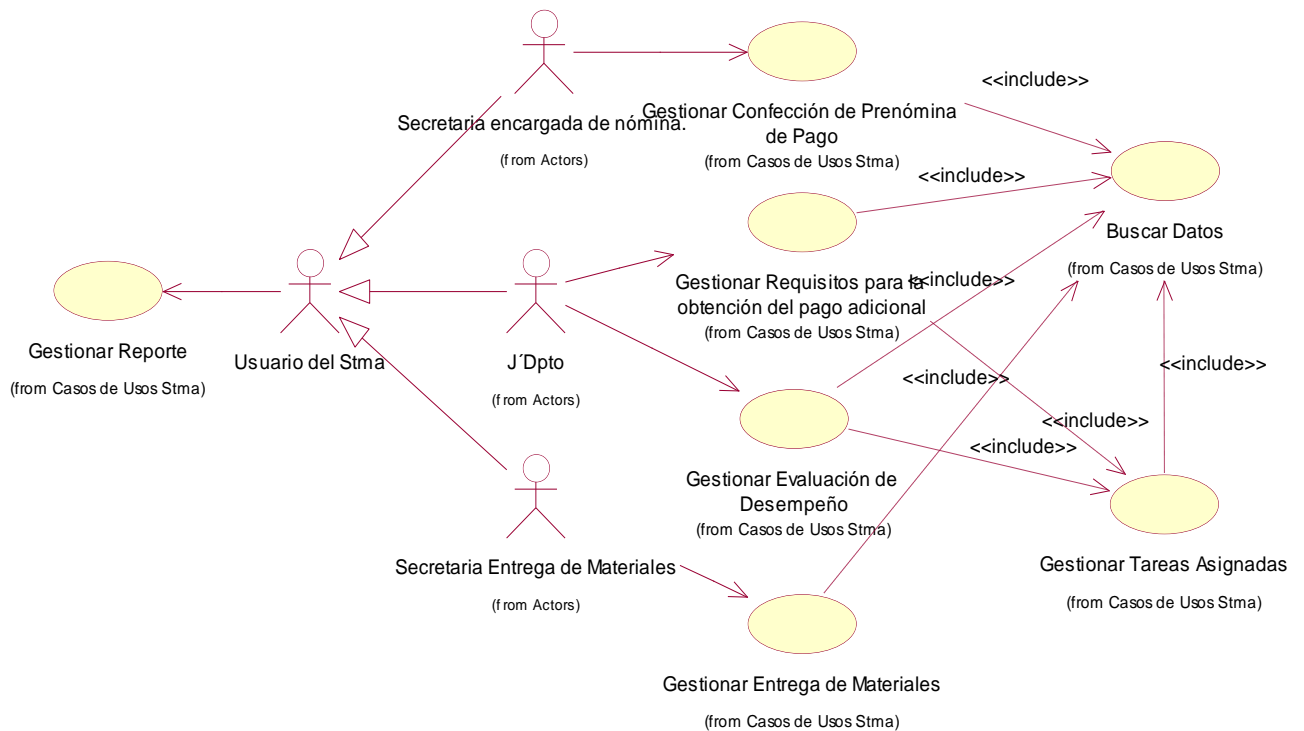 <<include>>
Secretaria encargada de nómina.
(from Actors)
Gestionar Confección de Prenómina
de Pago
(from Casos de Usos Stma)
<<include>>
Buscar Datos
(from Casos de Usos Stma)
Gestionar Requisitos para la
obtención del pago adicional
(from Casos de Usos Stma)
<<include>>
Gestionar Reporte
(from Casos de Usos Stma)
Usuario del Stma
J´Dpto
(from Actors)
<<include>>
<<include>>
<<include>>
<<include>>
Gestionar Evaluación de
Desempeño
(from Casos de Usos Stma)
Secretaria Entrega de Materiales
(from Actors)
Gestionar Tareas Asignadas
(from Casos de Usos Stma)
Gestionar Entrega de Materiales
(from Casos de Usos Stma)